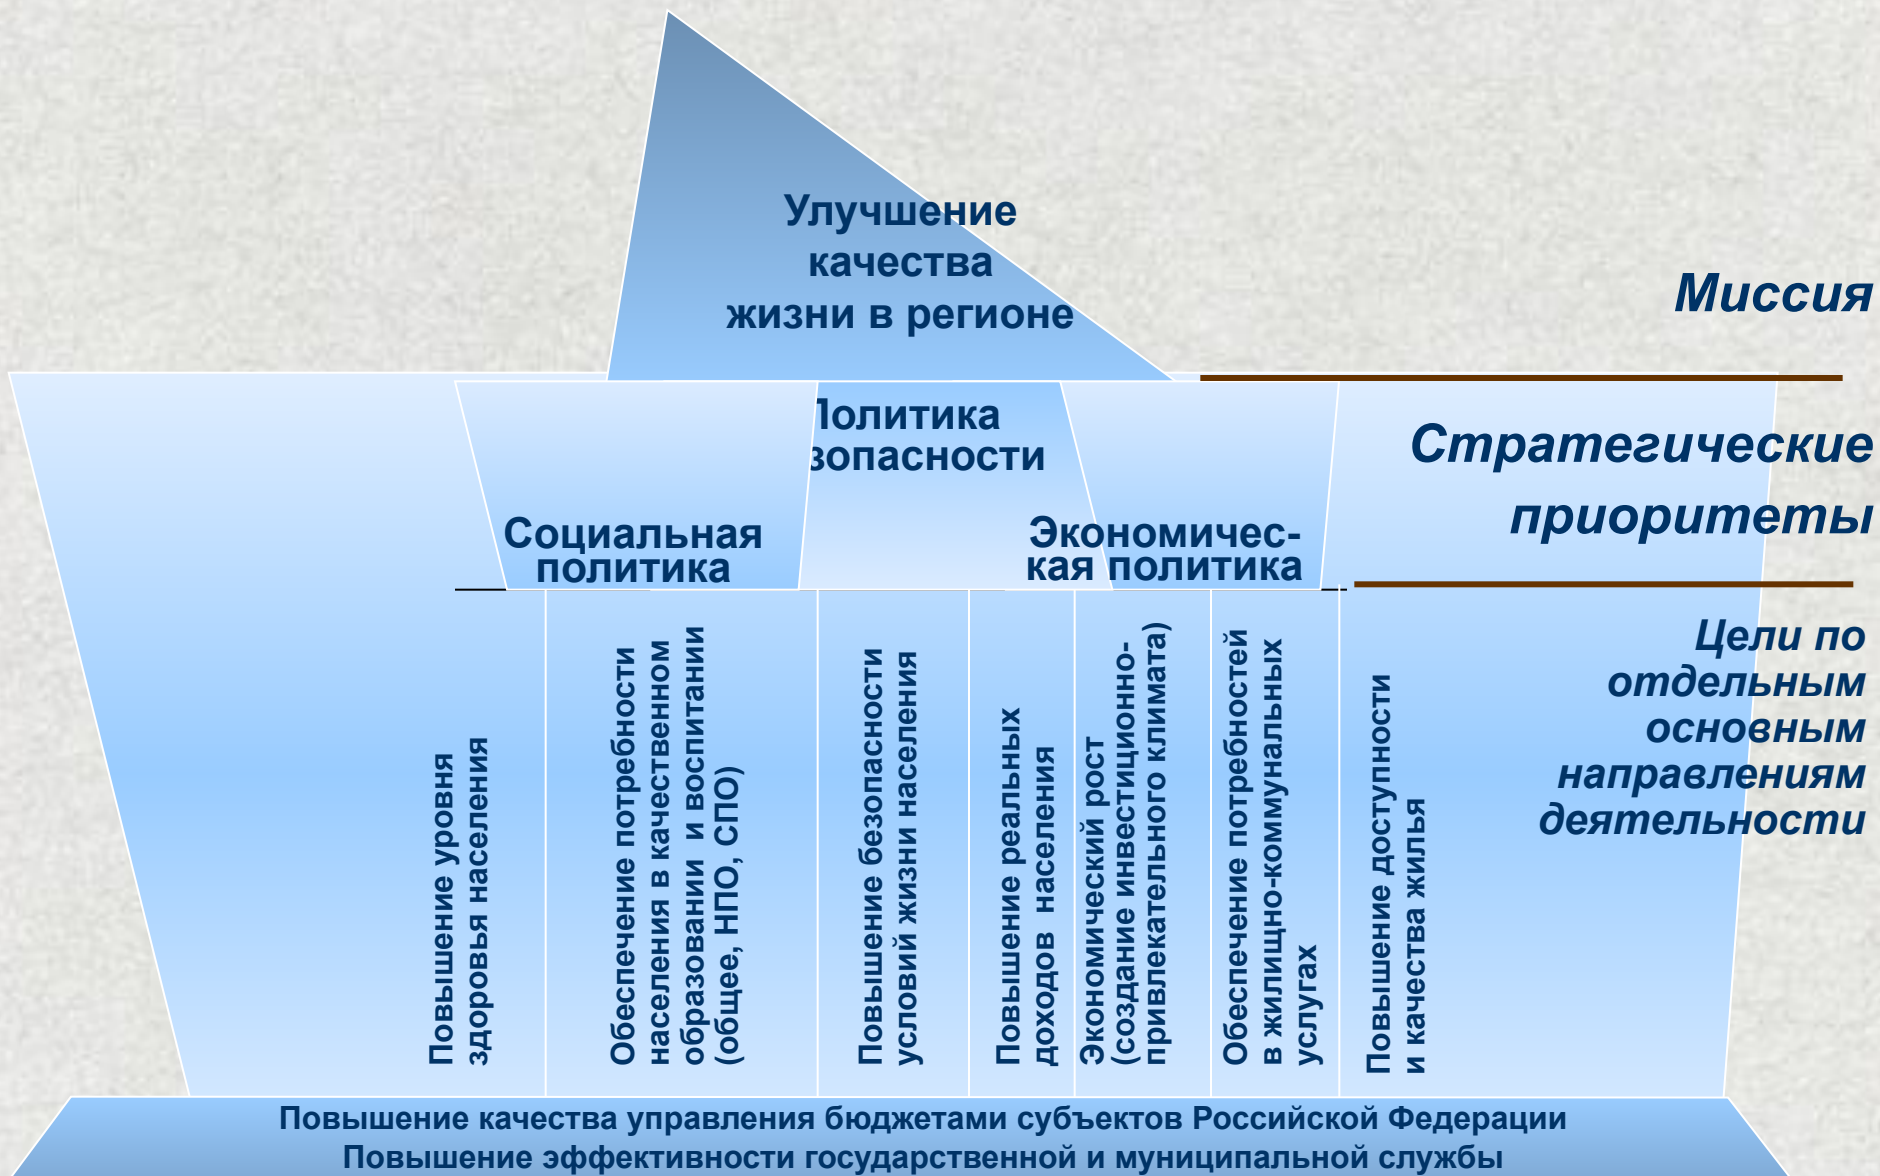 Улучшение
качества
жизни в регионе
Миссия
Политика
зопасности
Социальная
политика
Экономичес-
кая политика
Стратегические
приоритеты
Повышение уровня
здоровья населения
Обеспечение потребности
населения в качественном
образовании и воспитании
(общее, НПО, СПО)
Повышение безопасности
условий жизни населения
Повышение реальных
доходов населения
Экономический рост
(создание инвестиционно-
привлекательного климата)
Обеспечение потребностей
в жилищно-коммунальных
услугах
Повышение доступности
и качества жилья
Цели по
отдельным
основным
направлениям
деятельности
Повышение качества управления бюджетами субъектов Российской Федерации
Повышение эффективности государственной и муниципальной службы